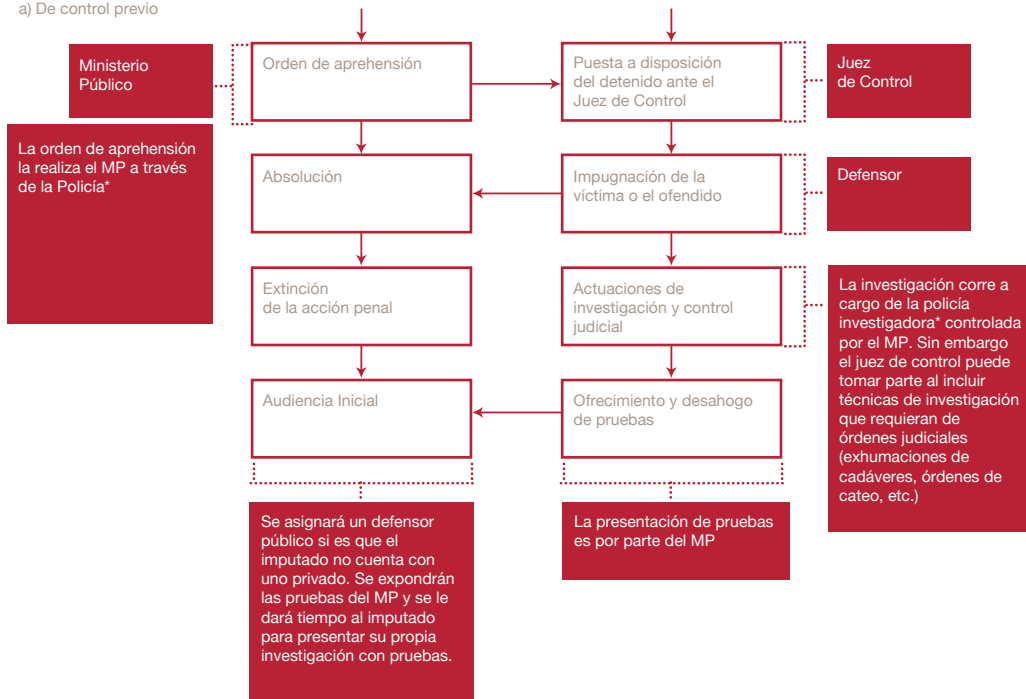 a) De control previo
Ministerio
Público
Orden de aprehensión
Puesta a disposición
del detenido ante el
Juez de Control
Juez
de Control
La orden de aprehensión
la realiza el MP a través
de la Policía*
Absolución
Impugnación de la
víctima o el ofendido
Defensor
Extinción
de la acción penal
Actuaciones de
investigación y control
judicial
La investigación corre a
cargo de la policía
investigadora* controlada
por el MP. Sin embargo
el juez de control puede
tomar parte al incluir
técnicas de investigación
que requieran de
órdenes judiciales
(exhumaciones de
cadáveres, órdenes de
cateo, etc.)
Audiencia Inicial
Ofrecimiento y desahogo
de pruebas
Se asignará un defensor
público si es que el
imputado no cuenta con
uno privado. Se expondrán
las pruebas del MP y se le
dará tiempo al imputado
para presentar su propia
investigación con pruebas.
La presentación de pruebas
es por parte del MP